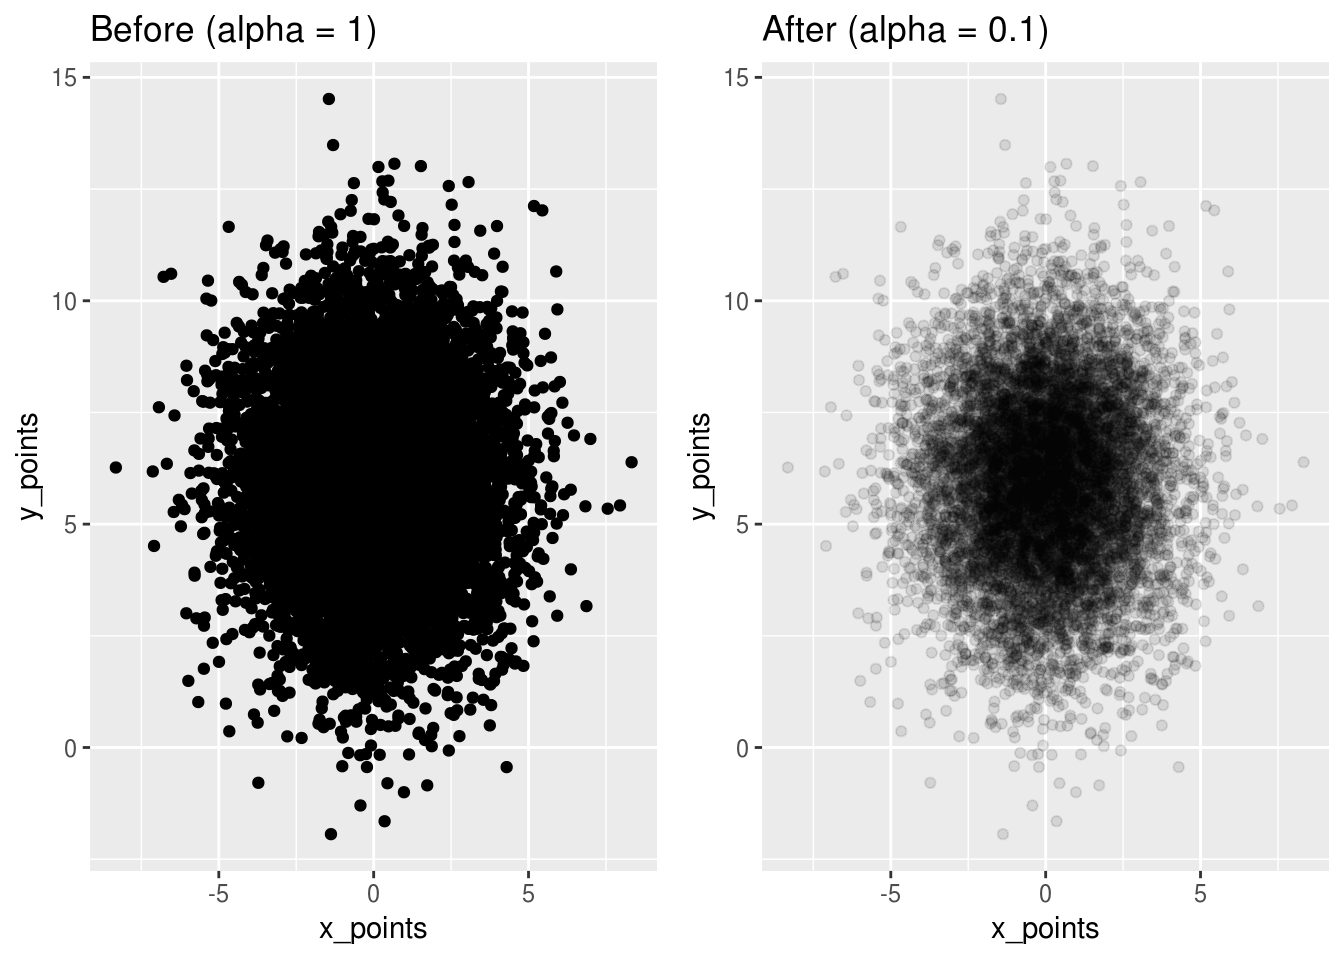 Before (alpha = 1)
15
10
5
0
-5
0
5
x_points
y_points
After (alpha = 0.1)
15
10
5
0
-5
0
5
x_points
y_points